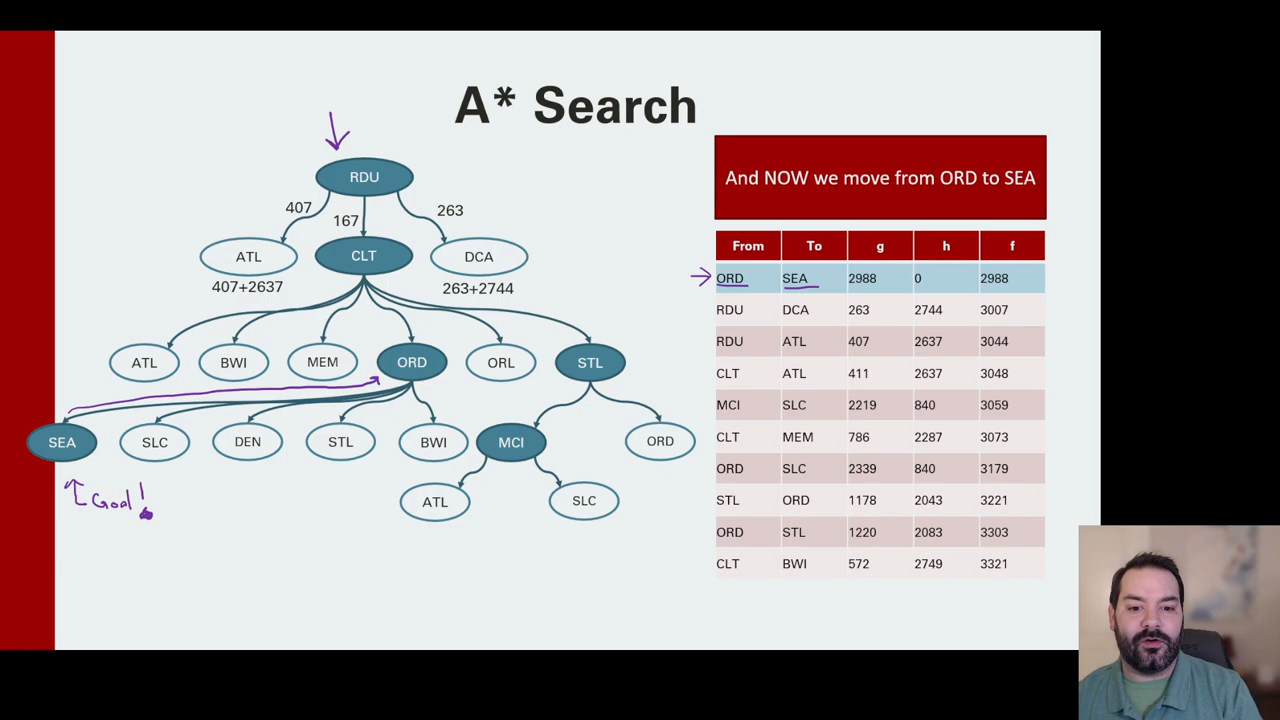 A* Search
RDU
407
167
263
ATL
CLT
DCA
407+2637
263+2744
ATL
BWI
MEM
ORD
ORL
STL
SEA
SLC
DEN
STL
BWI
MCI
ORD
Goal!
ATL
SLC
And NOW we move from ORD to SEA
From To g h f
ORD SEA 2988 0 2988
RDU DCA 263 2744 3007
RDU ATL 407 2637 3044
CLT ATL 411 2637 3048
MCI SLC 2219 840 3059
CLT MEM 786 2287 3073
ORD SLC 2339 840 3179
STL ORD 1178 2043 3221
ORD STL 1220 2083 3303
CLT BWI 572 2749 3321